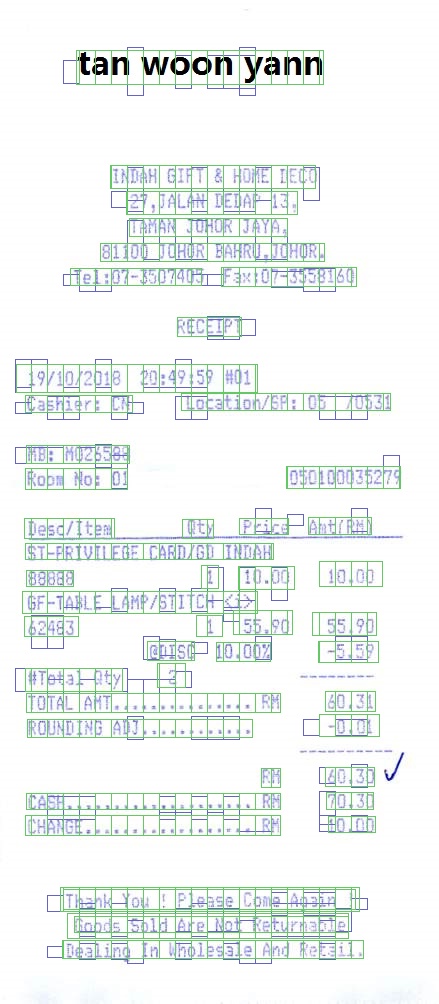 tan woon yann
INDAH GIFT & HOME DECO
27,JALAN DEDAP 13,
TAMAN JOHOR JAYA,
81100 JOHOR BAHRU,JOHOR.
Tel:07-3507405 Fax:07-3558160
RECEIPT
19/10/2018 20:49:59 #01
Cashier: CN Location/SP: 05 /0531
MB: M026588
Room No: 01 050100035279
Desc/Item Qty Price Amt(RM)
ST-PRIVILEGE CARD/GD INDAH
88888 1 10.00 10.00
GF-TABLE LAMP/STITCH <i>
62483 1 55.90 55.90
@DISC 10.00% -5.59
#Total Qty 2
TOTAL AMT................ RM 60.31
ROUNDING ADJ............. -0.01
RM 60.30
CASH..................... RM 70.30
CHANGE................... RM 10.00
Thank You ! Please Come Again !
Goods Sold Are Not Returnable
Dealing In Wholesale And Retail.